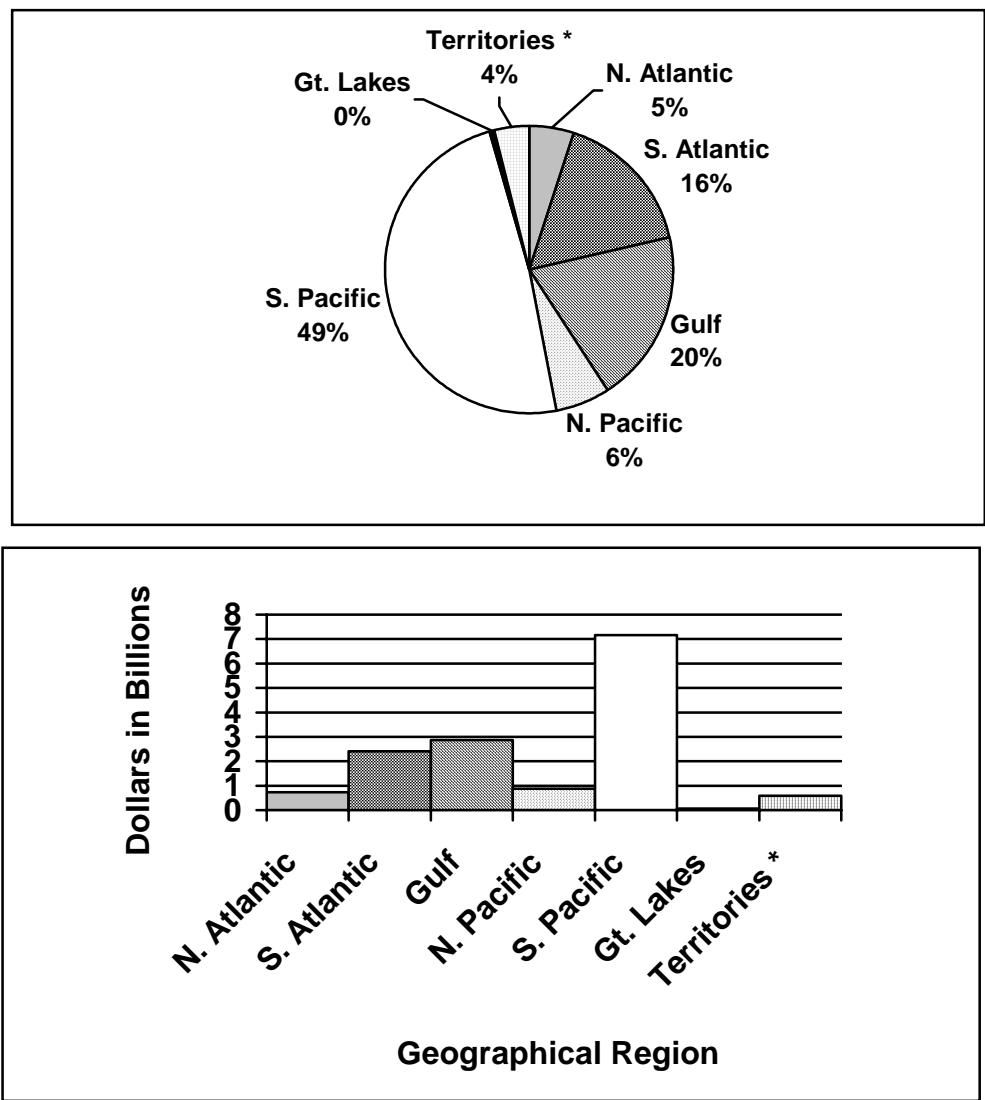 Territories *
4%
Gt. Lakes
0%
N. Atlantic
5%
S. Atlantic
16%
S. Pacific
49%
Gulf
20%
N. Pacific
6%
Dollars in Billions
8
7
6
5
4
3
2
1
0
N. Atlantic
S. Atlantic
Gulf
N. Pacific
S. Pacific
Gt. Lakes
Territories *
Geographical Region